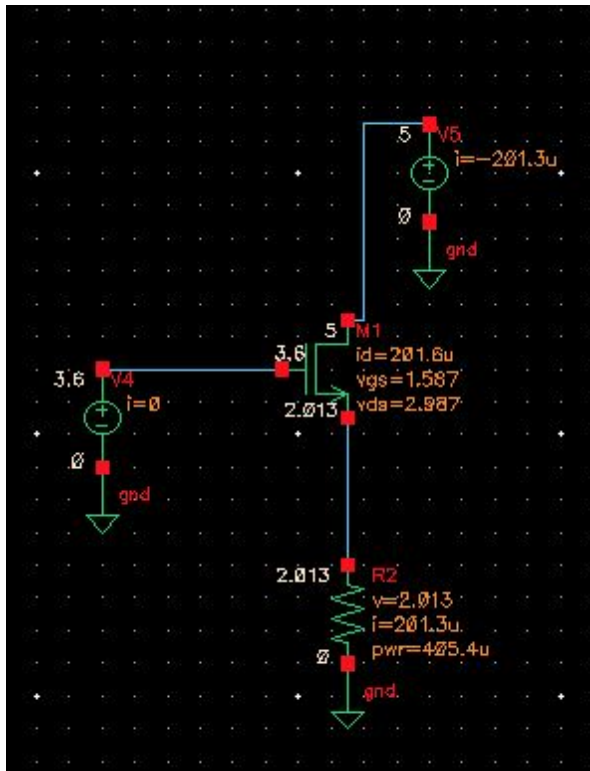 5
V5
i=-201.3u
0
gnd
5
M1
3.6
id=201.6u
vgs=1.587
vds=2.987
2.013
3.6
V4
i=0
0
gnd
2.013
R2
v=2.013
i=201.3u
pwr=405.4u
0
gnd